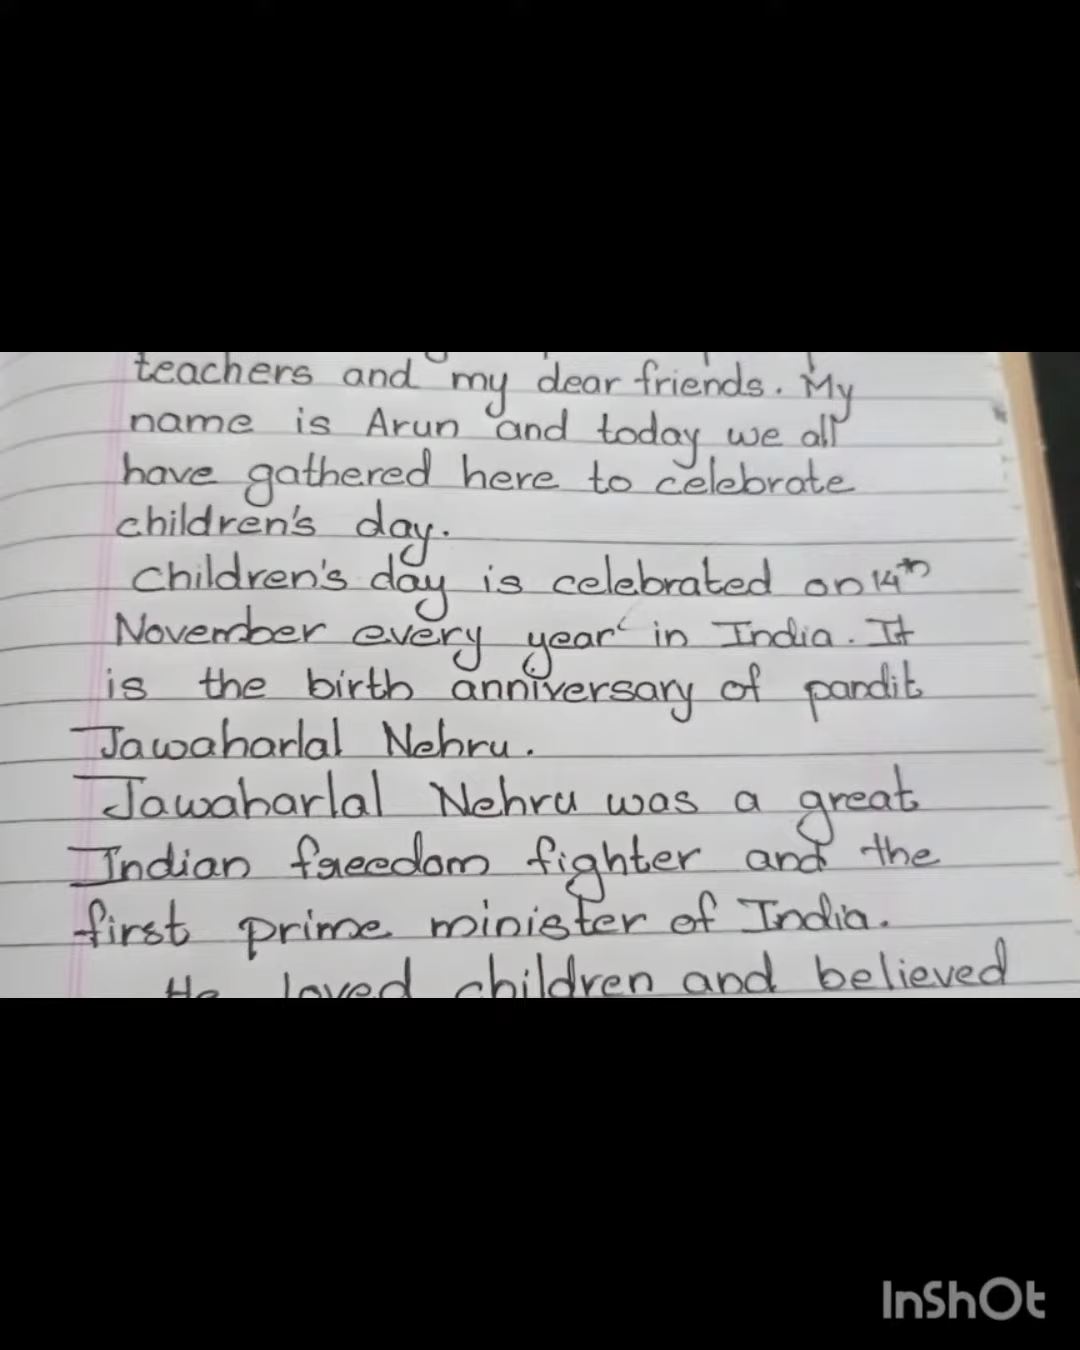 teachers and my dear friends. My
name is Arun and today we all
have gathered here to celebrate
children's day.
Children's day is celebrated on 14th
November every year in India. It
is the birth anniversary of pandit
Jawaharlal Nehru.
Jawaharlal Nehru was a great
Indian freedom fighter and the
first prime minister of India.
He loved children and believed
InShOt